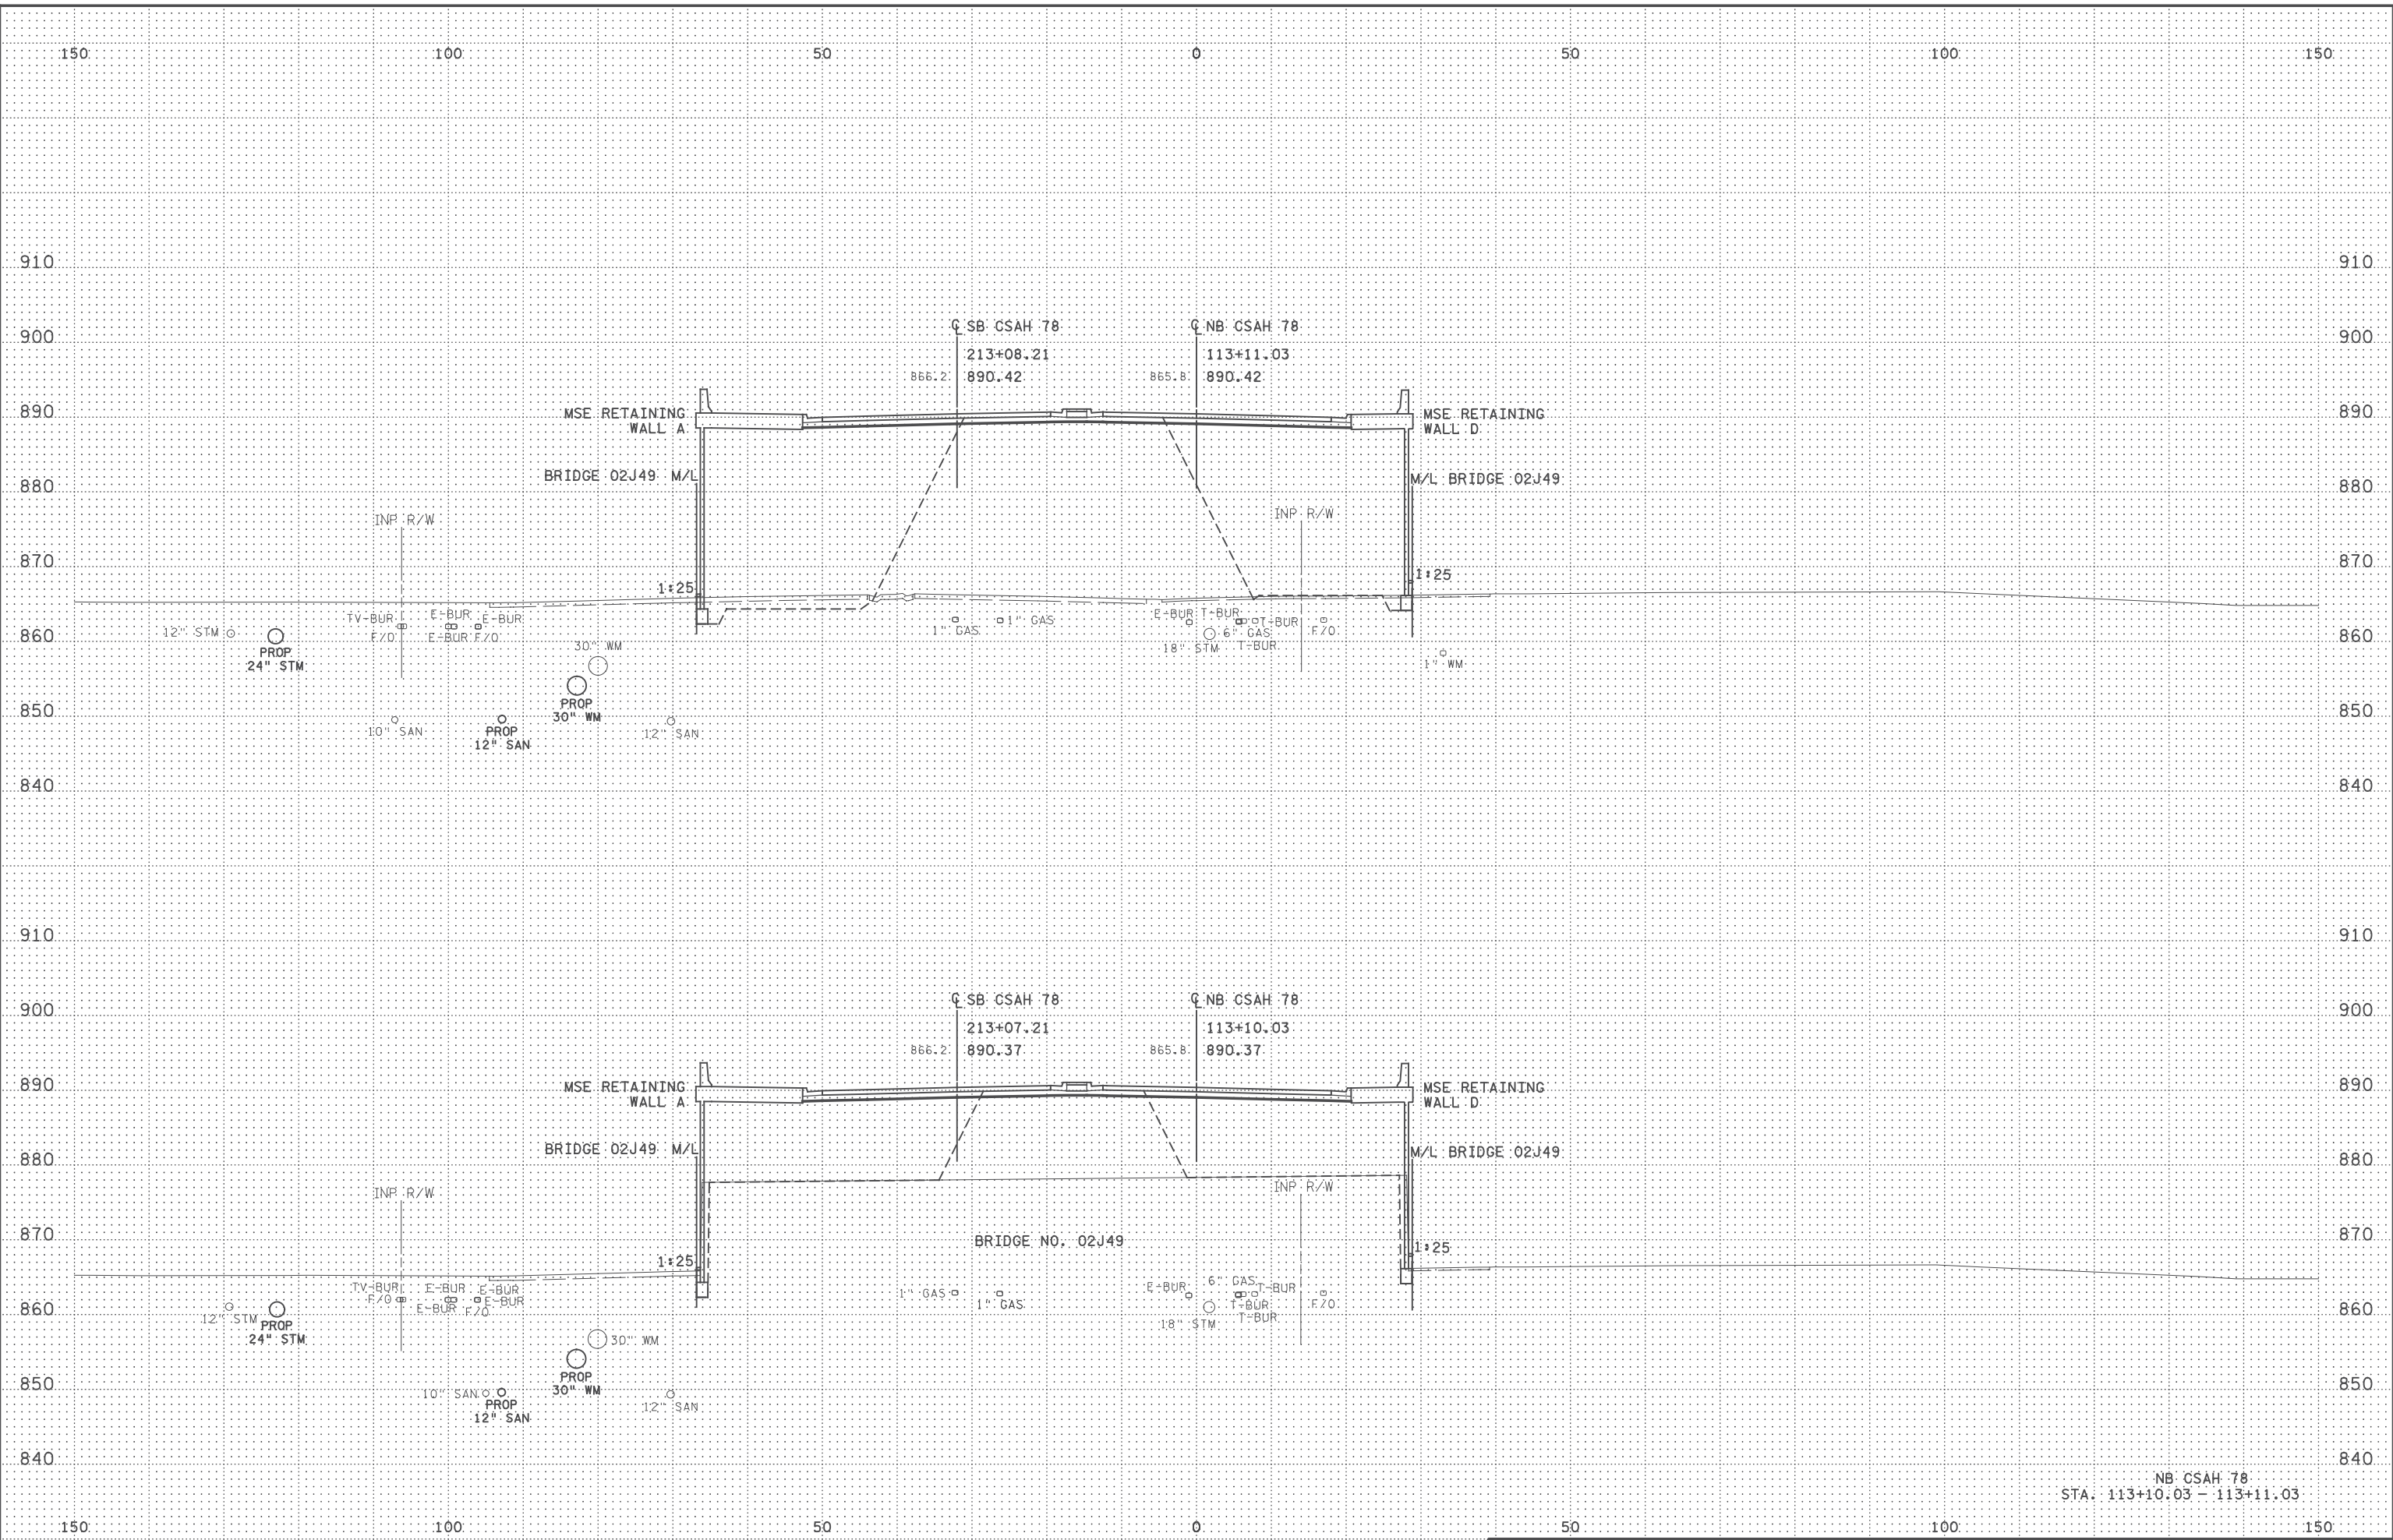 150 100 50 0 50 100 150
910 910
900 900
℄ SB CSAH 78
℄ NB CSAH 78
213+08.21
113+11.03
866.2 890.42
865.8 890.42
890 890
MSE RETAINING
WALL A
MSE RETAINING
WALL D
BRIDGE 02J49 M/L
M/L BRIDGE 02J49
880 880
INP R/W
INP R/W
870 870
1:25
1:25
TV-BUR
E-BUR
E-BUR
12" STM
F/O
E-BUR F/O
PROP
24" STM
1" GAS
1" GAS
E-BUR
T-BUR
T-BUR
6" GAS
T-BUR
18" STM
F/O
860 860
30" WM
1" WM
PROP
30" WM
850 850
10" SAN
PROP
12" SAN
12" SAN
840 840
910 910
900 900
℄ SB CSAH 78
℄ NB CSAH 78
213+07.21
113+10.03
866.2 890.37
865.8 890.37
890 890
MSE RETAINING
WALL A
MSE RETAINING
WALL D
BRIDGE 02J49 M/L
M/L BRIDGE 02J49
880 880
INP R/W
INP R/W
BRIDGE NO. 02J49
870 870
1:25
1:25
TV-BUR
E-BUR
E-BUR
F/O
E-BUR
E-BUR
F/O
12" STM
PROP
24" STM
1" GAS
1" GAS
E-BUR
6" GAS
T-BUR
T-BUR
T-BUR
18" STM
F/O
860 860
30" WM
PROP
30" WM
850 850
10" SAN
PROP
12" SAN
12" SAN
840 840
NB CSAH 78
STA. 113+10.03 - 113+11.03
150 100 50 0 50 100 150